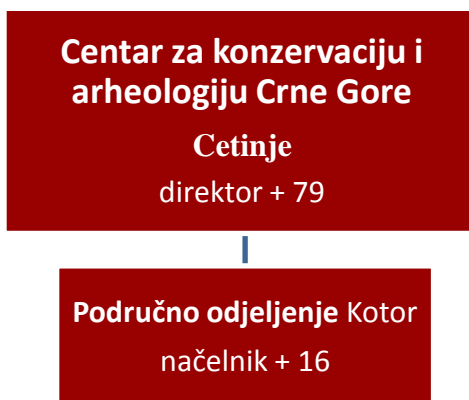 Centar za konzervaciju i
arheologiju Crne Gore
Cetinje
direktor + 79
Područno odjeljenje Kotor
načelnik + 16